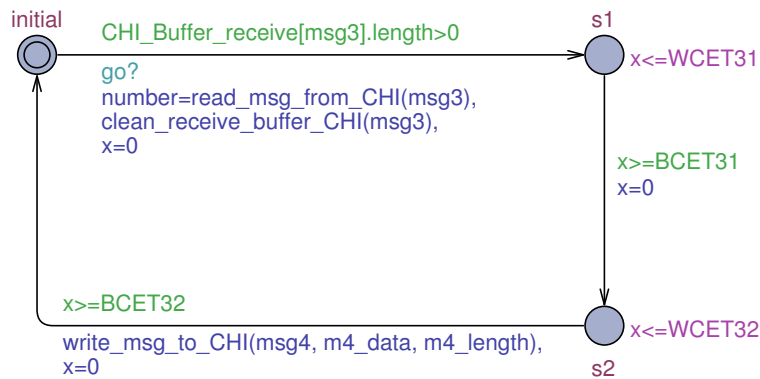 initial
CHI_Buffer_receive[msg3].length>0
s1
x<=WCET31
go?
number=read_msg_from_CHI(msg3),
clean_receive_buffer_CHI(msg3),
x=0
x>=BCET31
x=0
x>=BCET32
x<=WCET32
write_msg_to_CHI(msg4, m4_data, m4_length),
x=0
s2